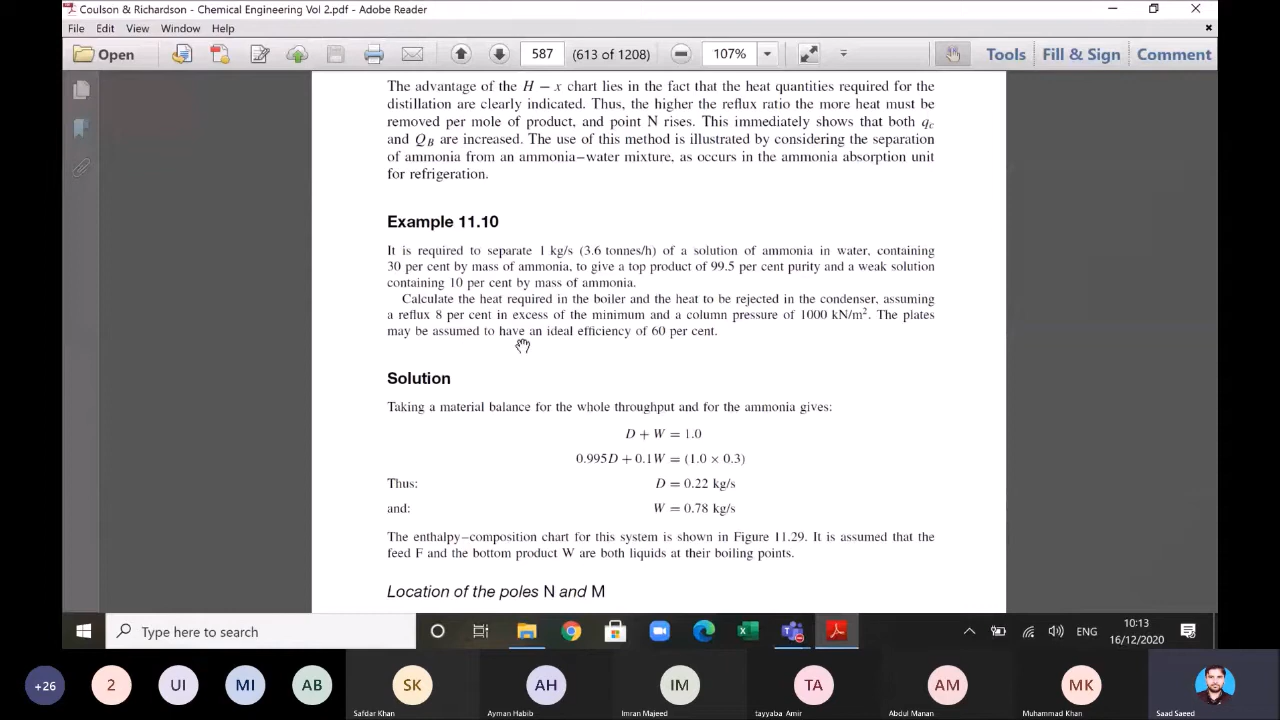 Coulson & Richardson - Chemical Engineering Vol 2.pdf - Adobe Reader
File Edit View Window Help
Open 587 (613 of 1208) 107% Tools Fill & Sign Comment
The advantage of the H − x chart lies in the fact that the heat quantities required for the
distillation are clearly indicated. Thus, the higher the reflux ratio the more heat must be
removed per mole of product, and point N rises. This immediately shows that both qc
and QB are increased. The use of this method is illustrated by considering the separation
of ammonia from an ammonia–water mixture, as occurs in the ammonia absorption unit
for refrigeration.
Example 11.10
It is required to separate 1 kg/s (3.6 tonnes/h) of a solution of ammonia in water, containing
30 per cent by mass of ammonia, to give a top product of 99.5 per cent purity and a weak solution
containing 10 per cent by mass of ammonia.
Calculate the heat required in the boiler and the heat to be rejected in the condenser, assuming
a reflux 8 per cent in excess of the minimum and a column pressure of 1000 kN/m². The plates
may be assumed to have an ideal efficiency of 60 per cent.
Solution
Taking a material balance for the whole throughput and for the ammonia gives:
D + W = 1.0
0.995D + 0.1W = (1.0 × 0.3)
Thus: D = 0.22 kg/s
and: W = 0.78 kg/s
The enthalpy–composition chart for this system is shown in Figure 11.29. It is assumed that the
feed F and the bottom product W are both liquids at their boiling points.
Location of the poles N and M
Type here to search
ENG
10:13
16/12/2020
+26 2 UI MI AB SK AH IM TA AM MK
Safdar Khan Ayman Habib Imran Majeed tayyaba Amir Abdul Manan Muhammad Khan Saad Saeed